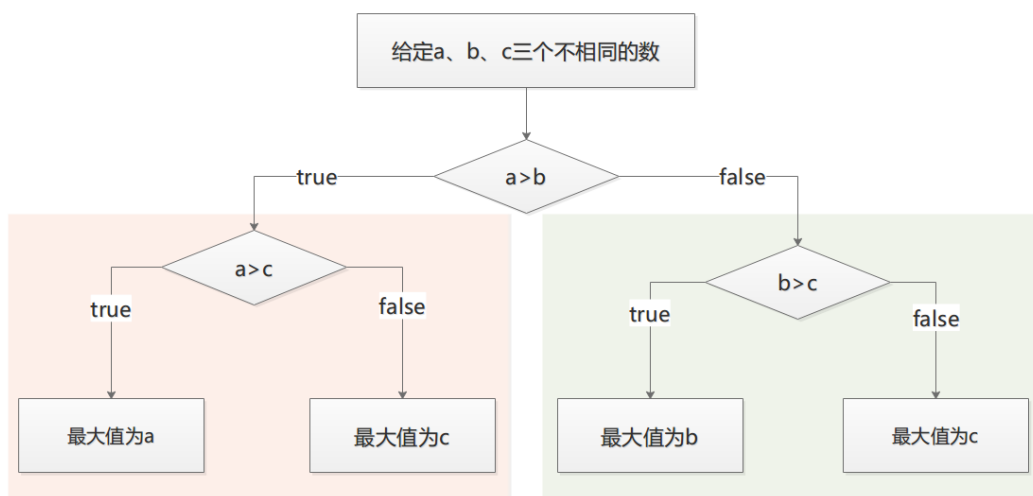 给定a、b、c三个不相同的数
a>b
true
false
a>c
b>c
true
false
true
false
最大值为a
最大值为c
最大值为b
最大值为c